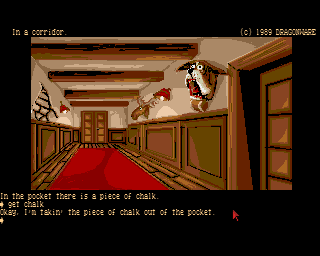 In a corridor.
(c) 1989 DRAGONWARE
In the pocket there is a piece of chalk.
get chalk
Okay, I'm takin' the piece of chalk out of the pocket.